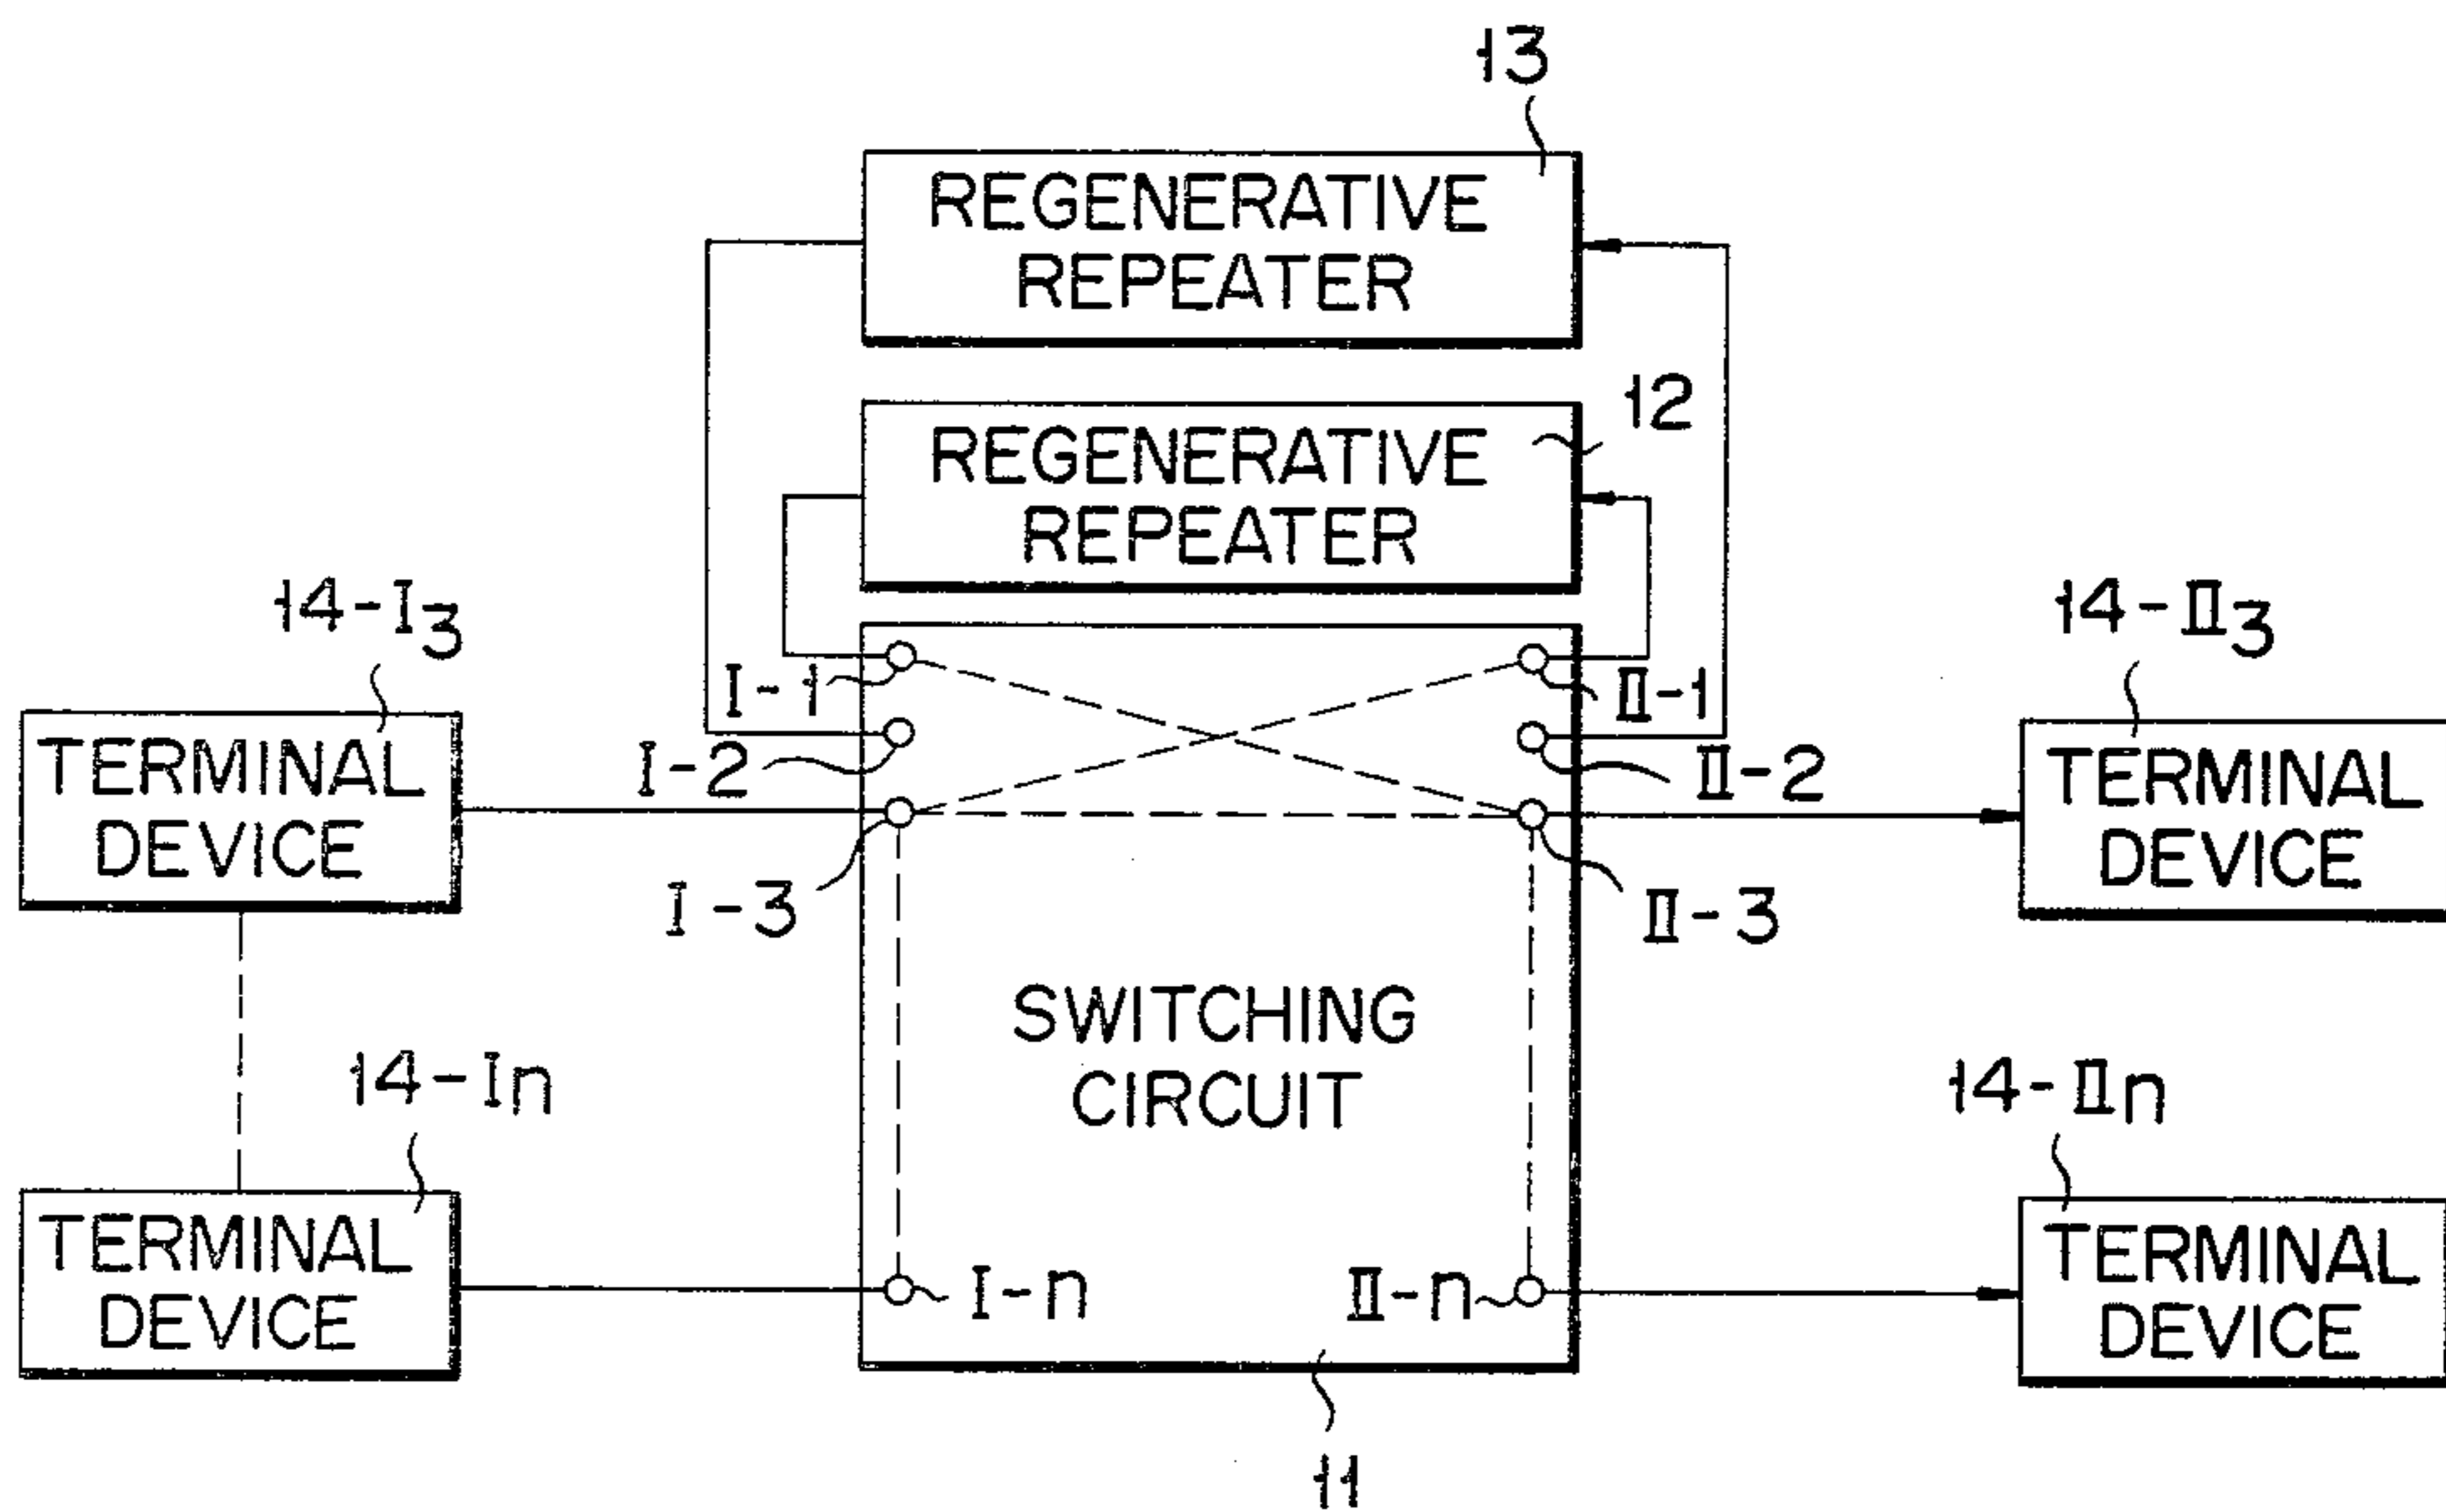 13
REGENERATIVE
REPEATER
12
REGENERATIVE
REPEATER
14-I3
14-II3
I-1
II-1
I-2
II-2
TERMINAL
DEVICE
TERMINAL
DEVICE
I-3
II-3
SWITCHING
CIRCUIT
14-In
14-IIn
TERMINAL
DEVICE
I-n
II-n
TERMINAL
DEVICE
11